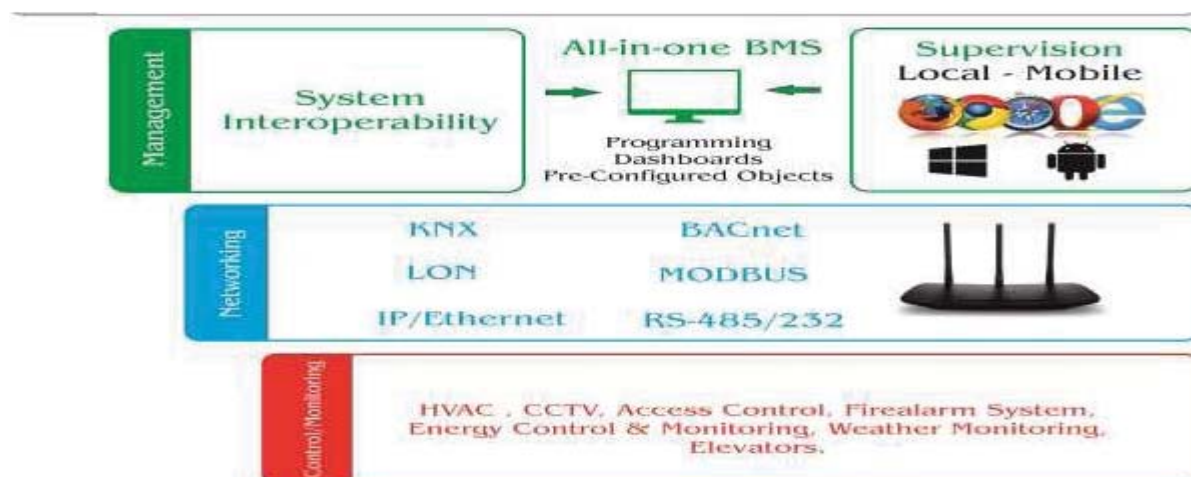 Management
System
Interoperability
All-in-one BMS
Programming
Dashboards
Pre-Configured Objects
Supervision
Local - Mobile
Networking
KNX
BACnet
LON
MODBUS
IP/Ethernet
RS-485/232
Control/Monitoring
HVAC , CCTV, Access Control, Firealarm System,
Energy Control & Monitoring, Weather Monitoring,
Elevators,